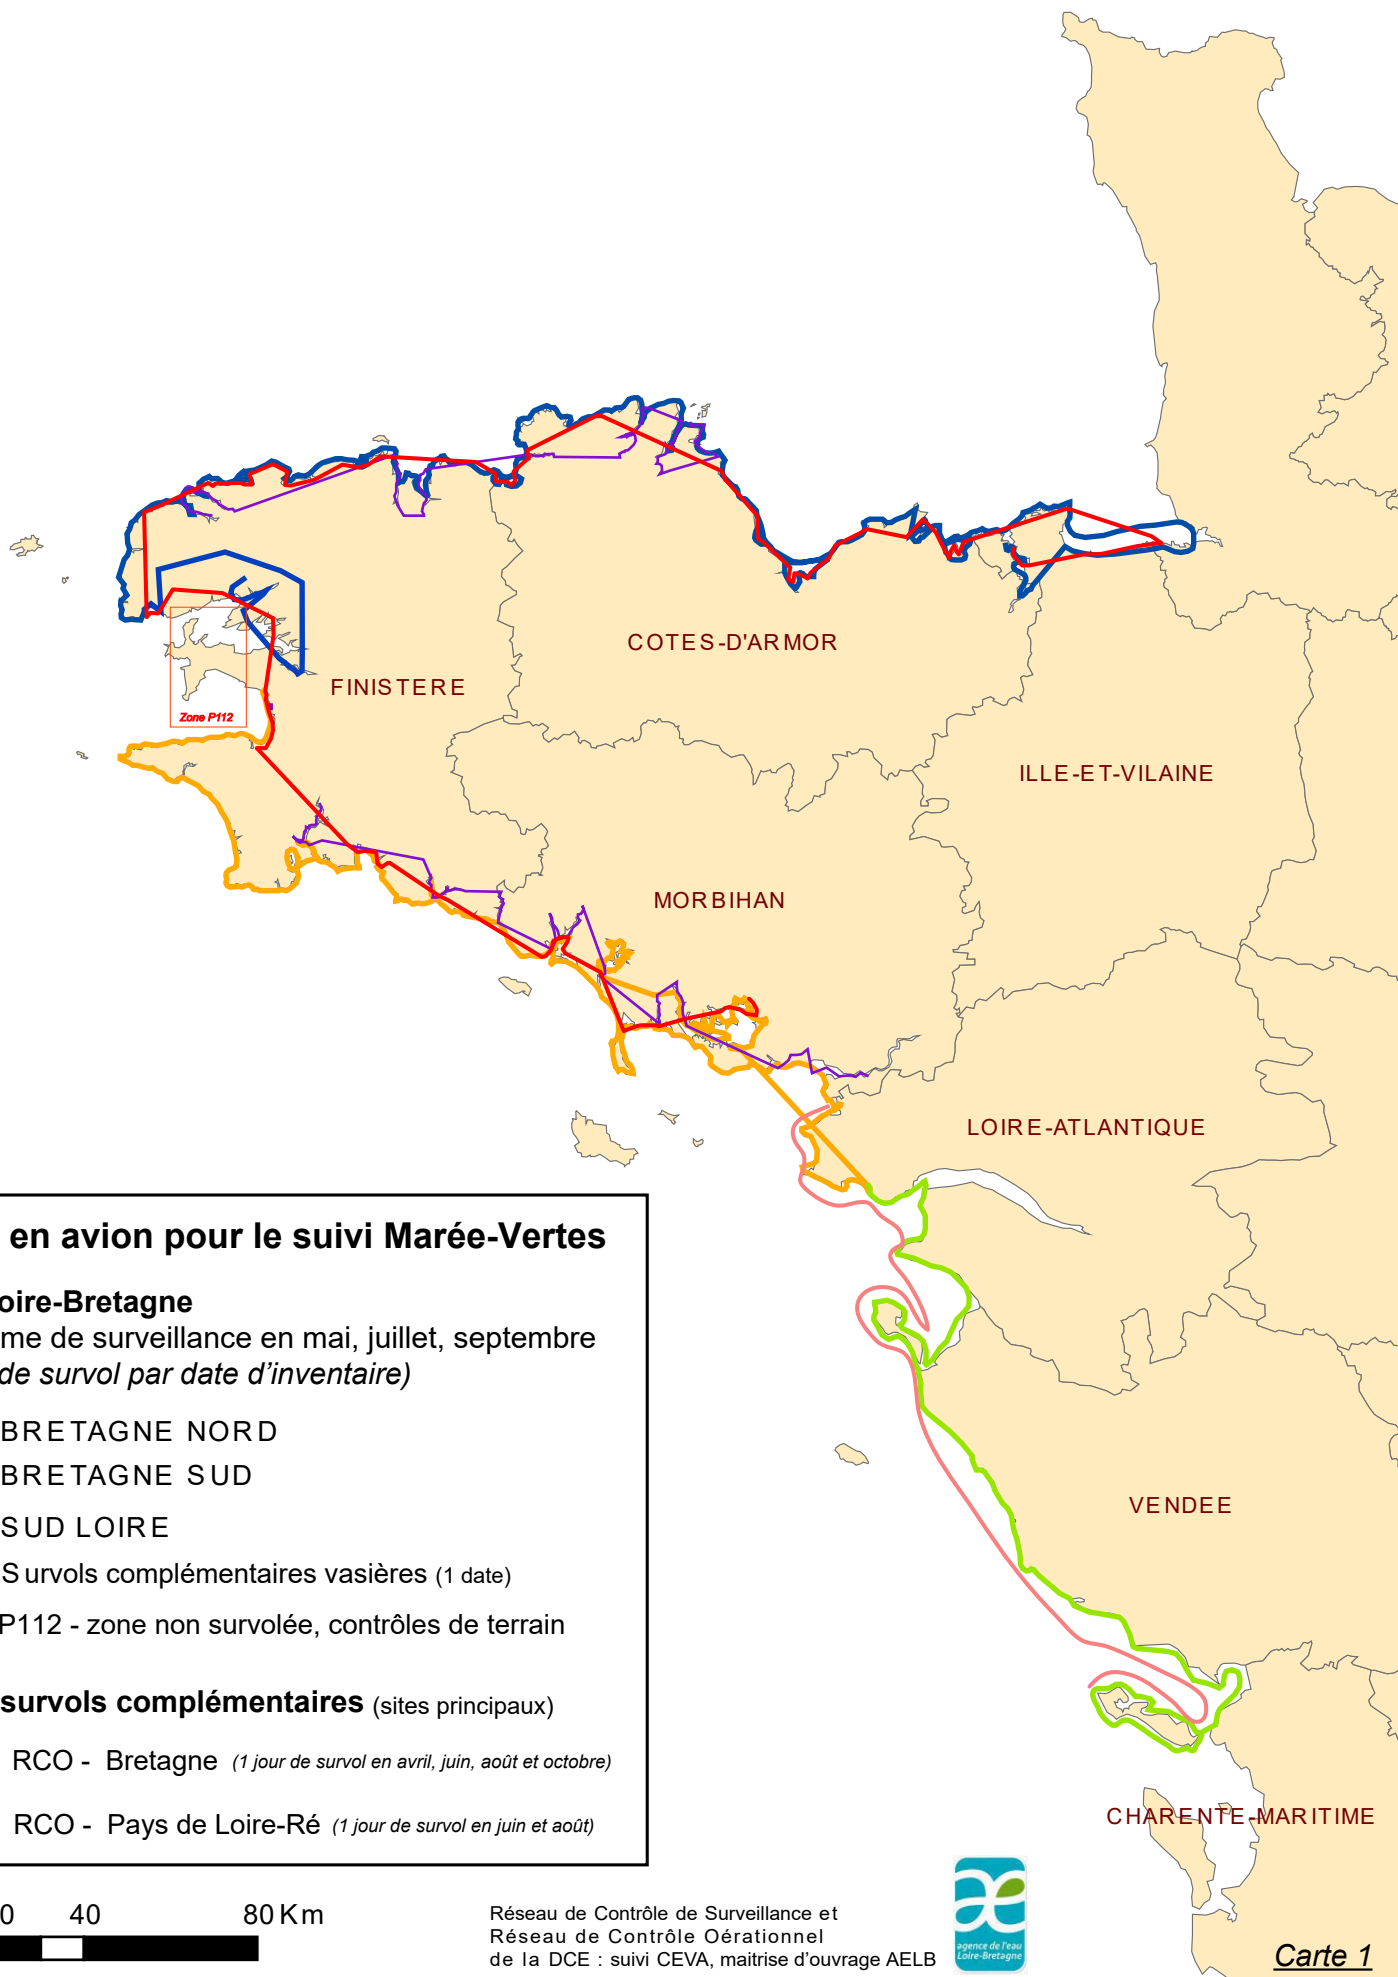 Zone P112
COTES-D'ARMOR
FINISTERE
ILLE-ET-VILAINE
MORBIHAN
LOIRE-ATLANTIQUE
VENDEE
CHARENTE-MARITIME
en avion pour le suivi Marée-Vertes
oire-Bretagne
me de surveillance en mai, juillet, septembre
de survol par date d'inventaire)
BRETAGNE NORD
BRETAGNE SUD
SUD LOIRE
Survols complémentaires vasières (1 date)
P112 - zone non survolée, contrôles de terrain
survols complémentaires (sites principaux)
RCO - Bretagne (1 jour de survol en avril, juin, août et octobre)
RCO - Pays de Loire-Ré (1 jour de survol en juin et août)
0 40 80 Km
Réseau de Contrôle de Surveillance et
Réseau de Contrôle Oérationnel
de la DCE : suivi CEVA, maitrise d'ouvrage AELB
agence de l'eau
Loire-Bretagne
Carte 1